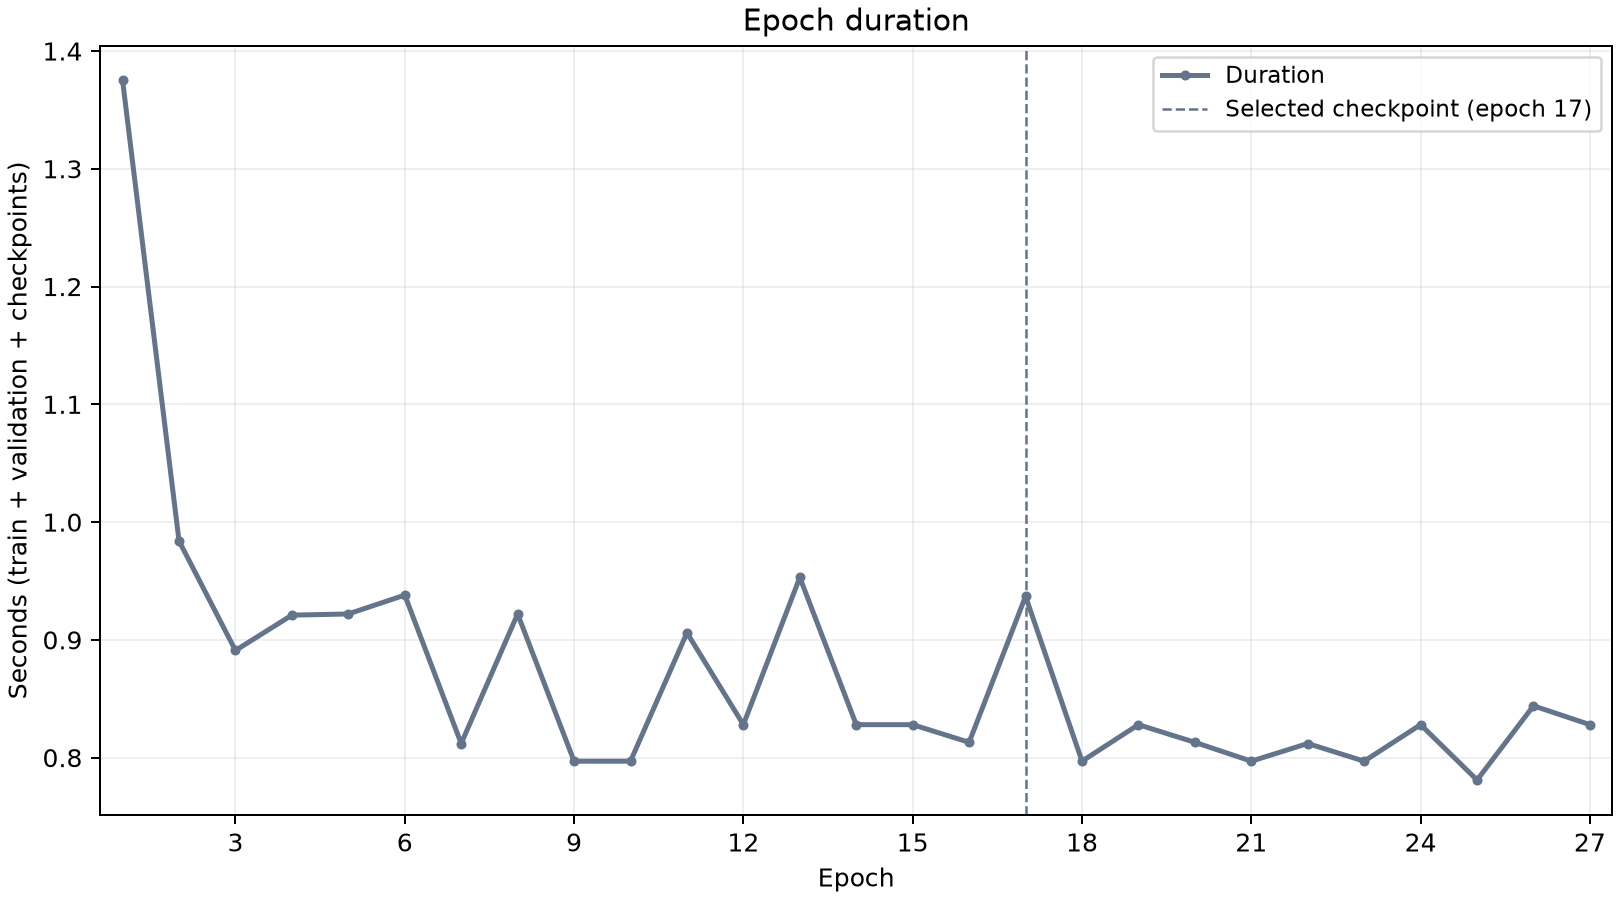 Epoch duration
Duration
Selected checkpoint (epoch 17)
Seconds (train + validation + checkpoints)
1.4
1.3
1.2
1.1
1.0
0.9
0.8
3 6 9 12 15 18 21 24 27
Epoch